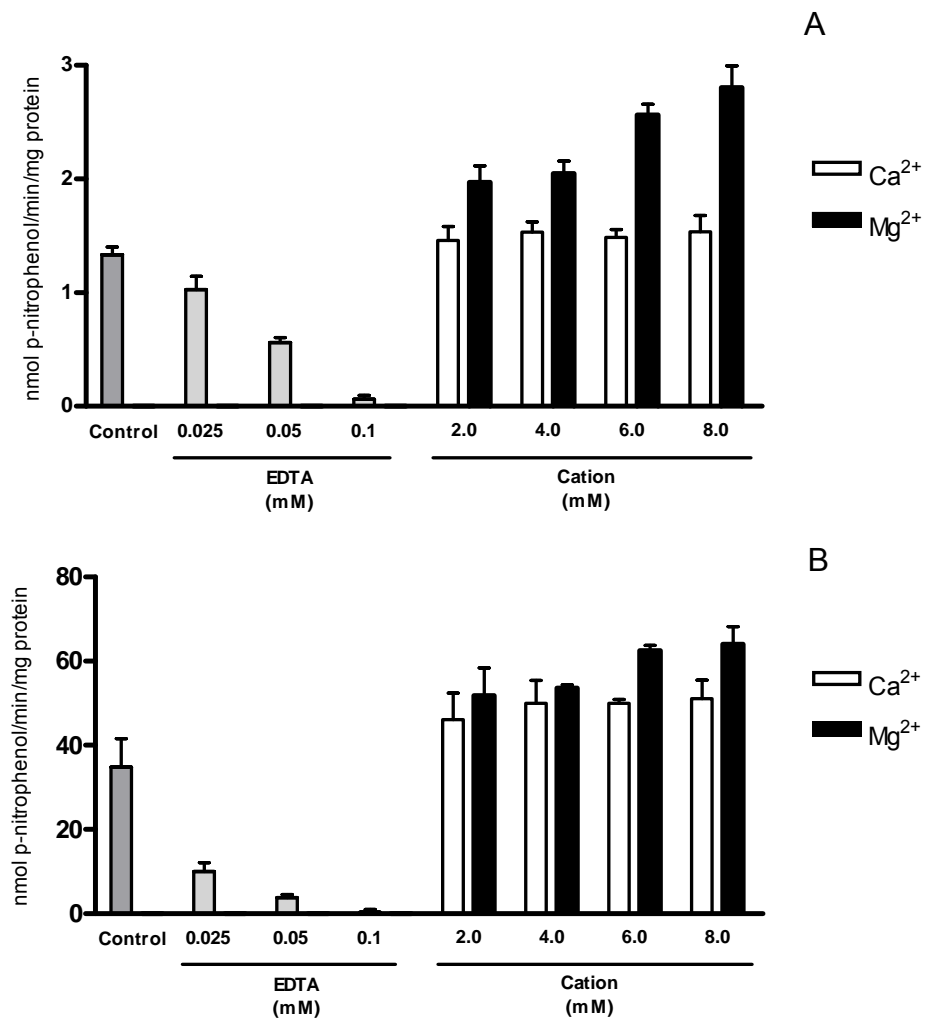 A
nmol p-nitrophenol/min/mg protein
3
2
1
0
Ca²⁺
Mg²⁺
Control 0.025 0.05 0.1 2.0 4.0 6.0 8.0
EDTA Cation
(mM) (mM)
B
nmol p-nitrophenol/min/mg protein
80
60
40
20
0
Ca²⁺
Mg²⁺
Control 0.025 0.05 0.1 2.0 4.0 6.0 8.0
EDTA Cation
(mM) (mM)